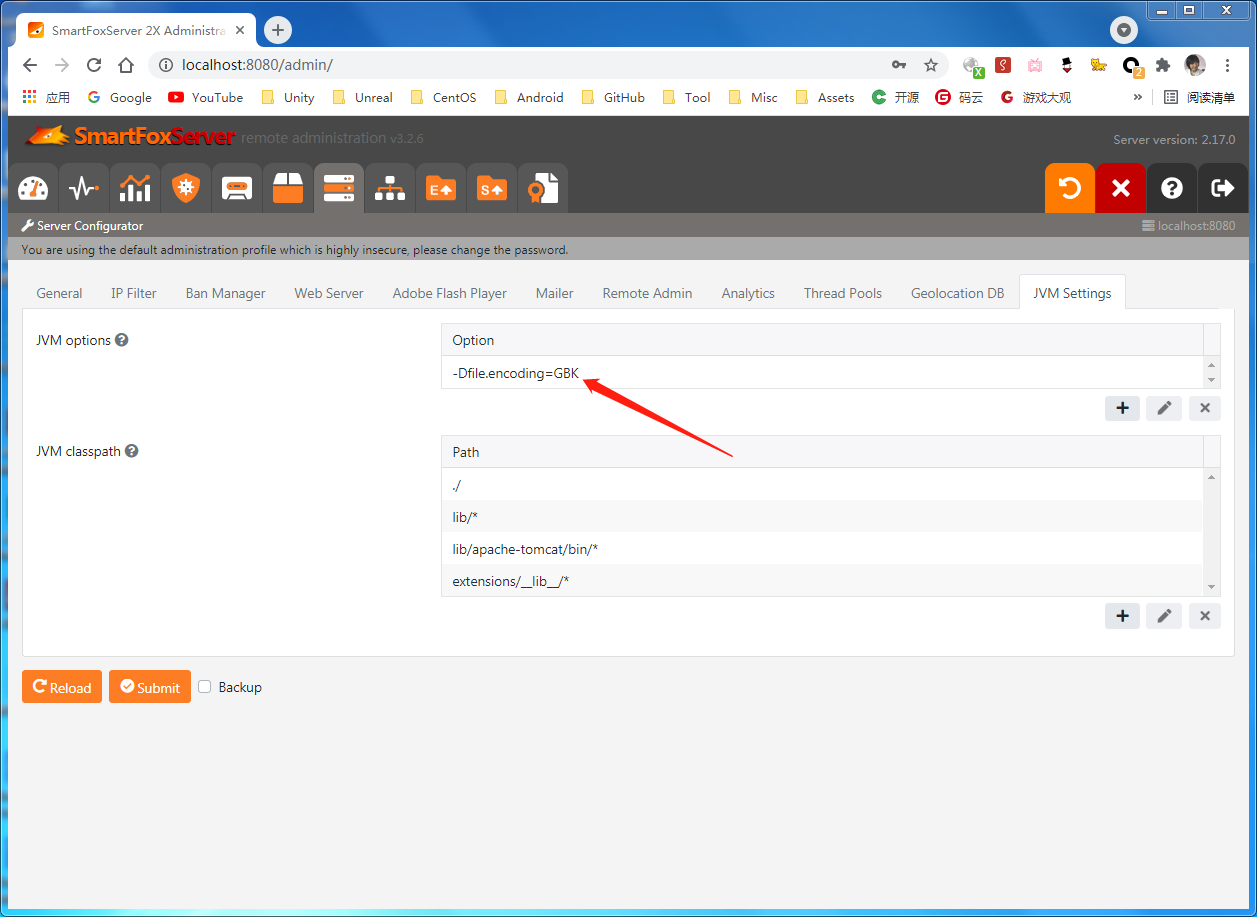 SmartFoxServer 2X Administra
localhost:8080/admin/
X 2
应用 Google YouTube Unity Unreal CentOS Android GitHub Tool Misc Assets 开源 码云 游戏大观 » 阅读清单
SmartFoxServer remote administration v3.2.6
Server version: 2.17.0
E S
Server Configurator localhost:8080
You are using the default administration profile which is highly insecure, please change the password.
General IP Filter Ban Manager Web Server Adobe Flash Player Mailer Remote Admin Analytics Thread Pools Geolocation DB JVM Settings
JVM options ? Option
-Dfile.encoding=GBK
JVM classpath ? Path
./
lib/*
lib/apache-tomcat/bin/*
extensions/__lib__/*
Reload Submit Backup